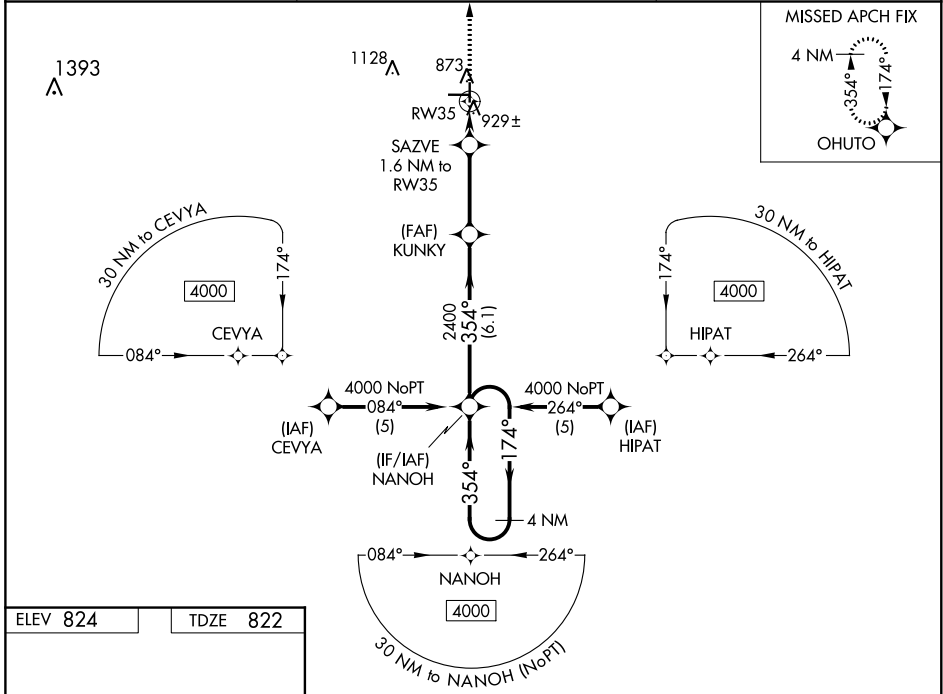 MISSED APCH FIX
4 NM
354°
174°
OHUTO
1393
1128
873
RW35
929±
SAZVE
1.6 NM to
RW35
(FAF)
KUNKY
30 NM to CEVYA
174°
4000
CEVYA
084°
30 NM to HIPAT
174°
4000
HIPAT
264°
2400
354°
(6.1)
4000 NoPT
084°
(5)
(IAF)
CEVYA
4000 NoPT
264°
(5)
(IAF)
HIPAT
(IF/IAF)
NANOH
354°
174°
4 NM
084°
264°
NANOH
4000
30 NM to NANOH (NoPT)
ELEV 824
TDZE 822